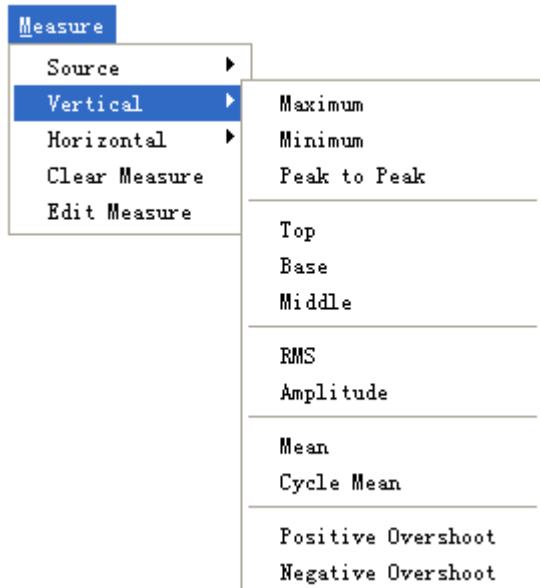 Measure
Source
Vertical
Horizontal
Clear Measure
Edit Measure
Maximum
Minimum
Peak to Peak
Top
Base
Middle
RMS
Amplitude
Mean
Cycle Mean
Positive Overshoot
Negative Overshoot